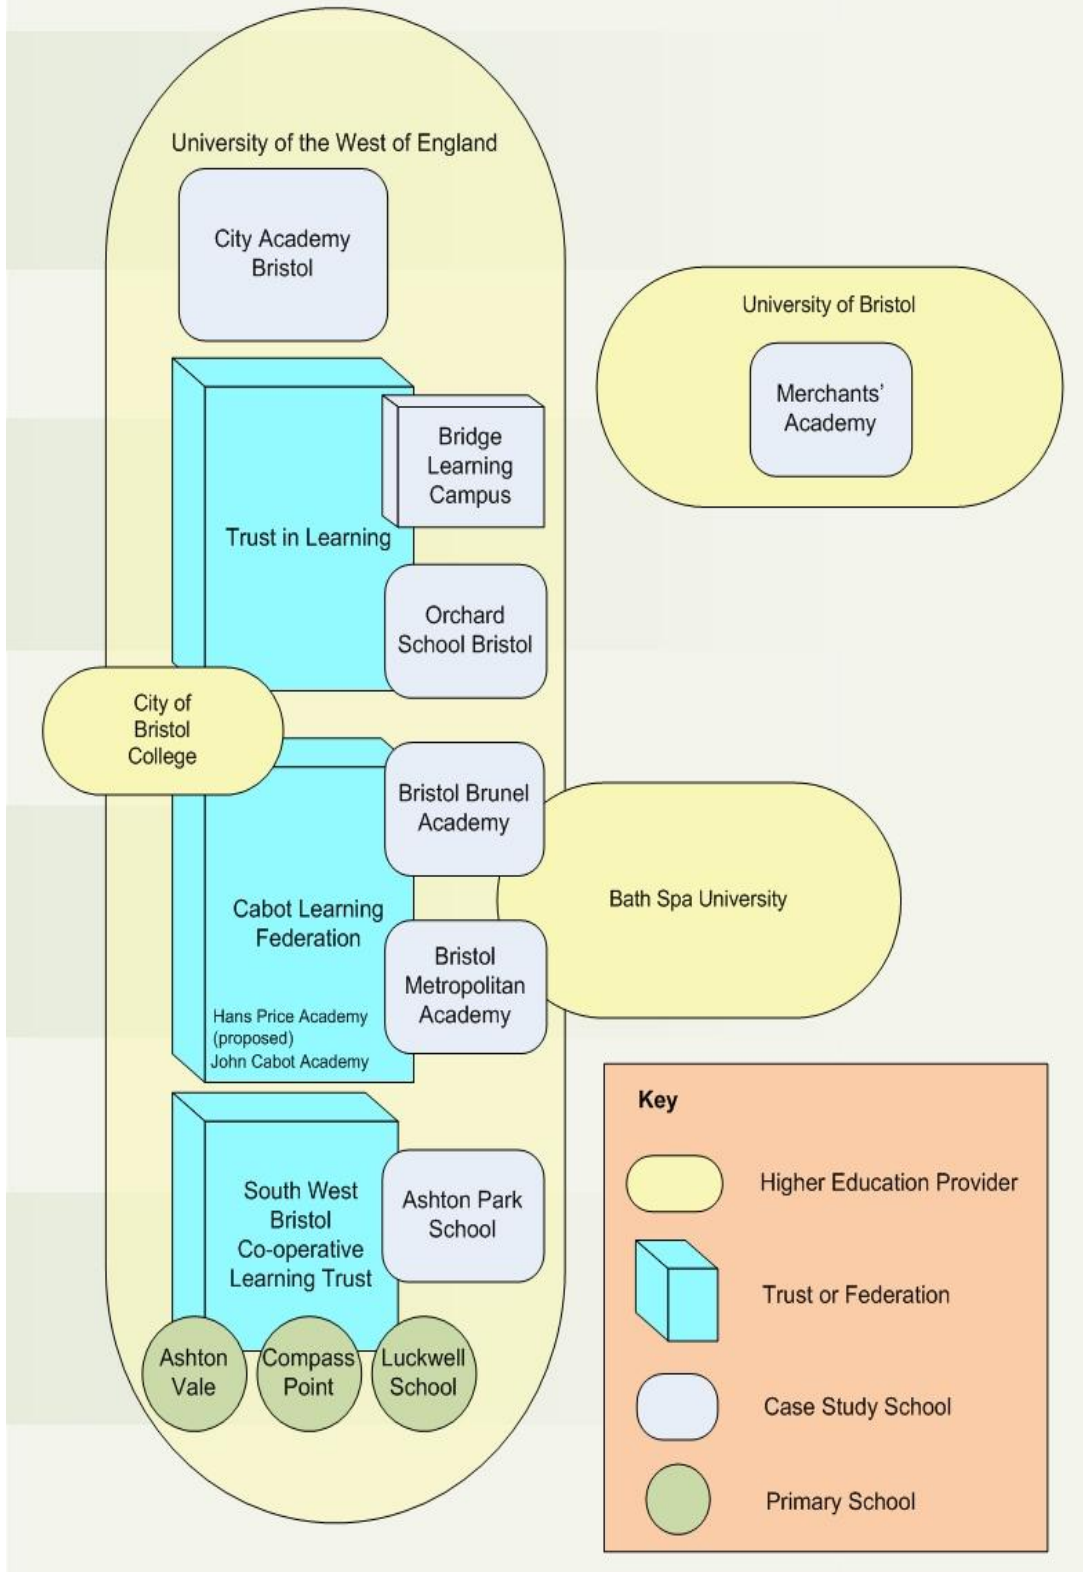 University of the West of England
City Academy
Bristol
University of Bristol
Merchants'
Academy
Bridge
Learning
Campus
Trust in Learning
Orchard
School Bristol
City of
Bristol
College
Bristol Brunel
Academy
Bath Spa University
Cabot Learning
Federation
Bristol
Metropolitan
Academy
Hans Price Academy
(proposed)
John Cabot Academy
South West
Bristol
Co-operative
Learning Trust
Ashton Park
School
Ashton
Vale
Compass
Point
Luckwell
School
Key
Higher Education Provider
Trust or Federation
Case Study School
Primary School